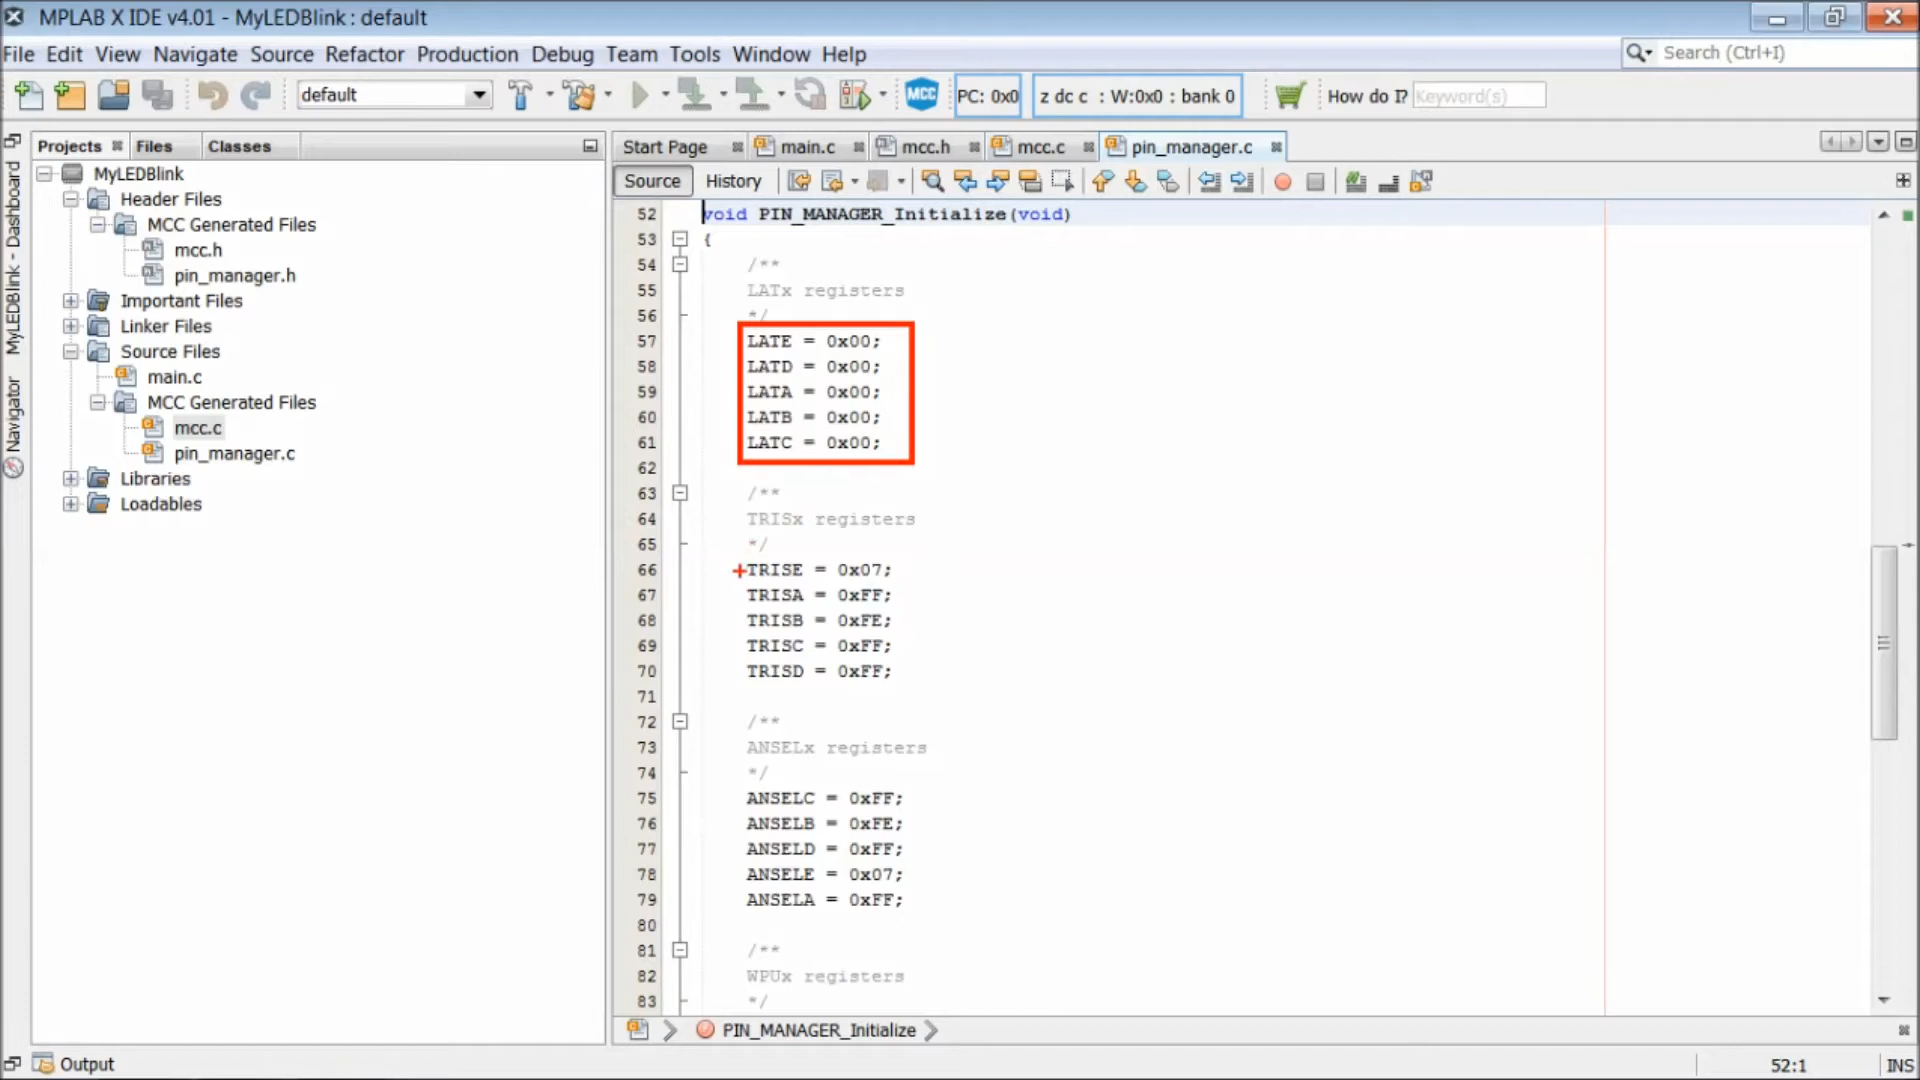 MPLAB X IDE v4.01 - MyLEDBlink : default
File Edit View Navigate Source Refactor Production Debug Team Tools Window Help
Search (Ctrl+I)
default
MCC
PC: 0x0
z dc c : W:0x0 : bank 0
How do I?
Keyword(s)
MyLEDBlink - Dashboard
Navigator
Projects
Files
Classes
MyLEDBlink
Header Files
MCC Generated Files
mcc.h
pin_manager.h
Important Files
Linker Files
Source Files
main.c
MCC Generated Files
mcc.c
pin_manager.c
Libraries
Loadables
Start Page
main.c
mcc.h
mcc.c
pin_manager.c
Source
History
52 void PIN_MANAGER_Initialize(void)
53 {
54 /**
55 LATx registers
56 */
57 LATE = 0x00;
58 LATD = 0x00;
59 LATA = 0x00;
60 LATB = 0x00;
61 LATC = 0x00;
62
63 /**
64 TRISx registers
65 */
66 TRISE = 0x07;
67 TRISA = 0xFF;
68 TRISB = 0xFE;
69 TRISC = 0xFF;
70 TRISD = 0xFF;
71
72 /**
73 ANSELx registers
74 */
75 ANSELC = 0xFF;
76 ANSELB = 0xFE;
77 ANSELD = 0xFF;
78 ANSELE = 0x07;
79 ANSELA = 0xFF;
80
81 /**
82 WPUx registers
83 */
PIN_MANAGER_Initialize
Output
52:1
INS